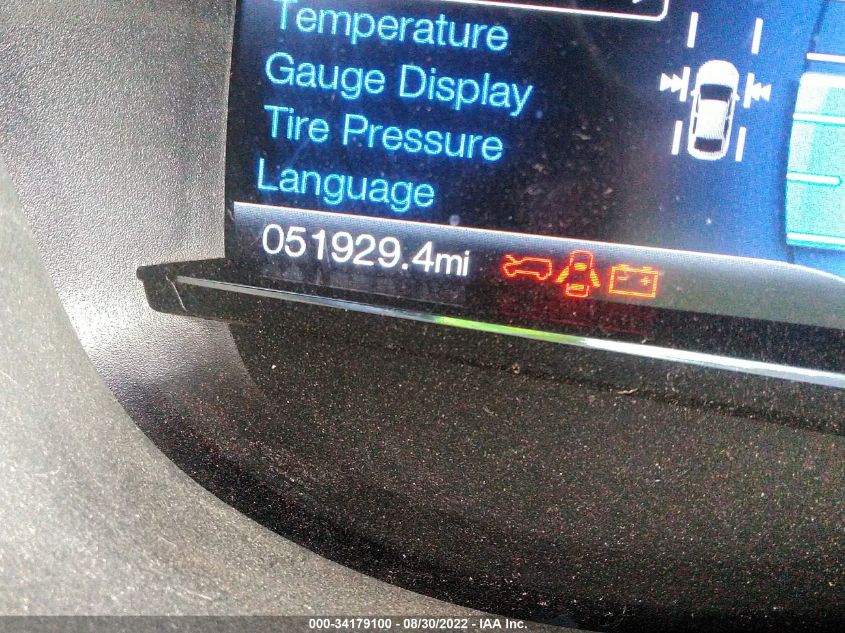 Temperature
Gauge Display
Tire Pressure
Language
051929.4mi
000-34179100 - 08/30/2022 - IAA Inc.